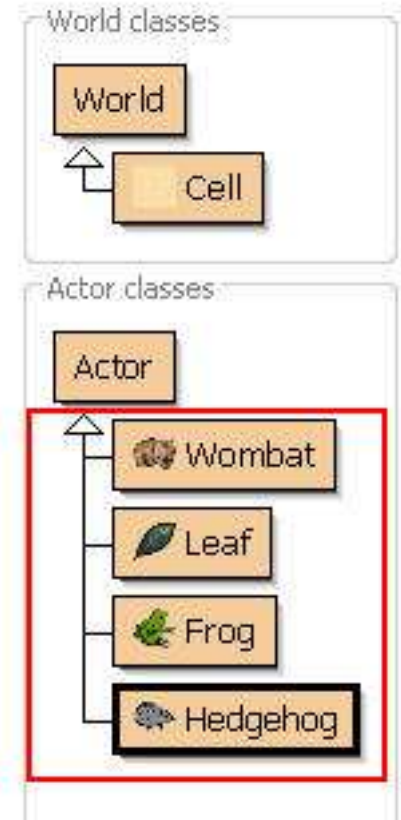 World classes
World
Cell
Actor classes
Actor
Wombat
Leaf
Frog
Hedgehog